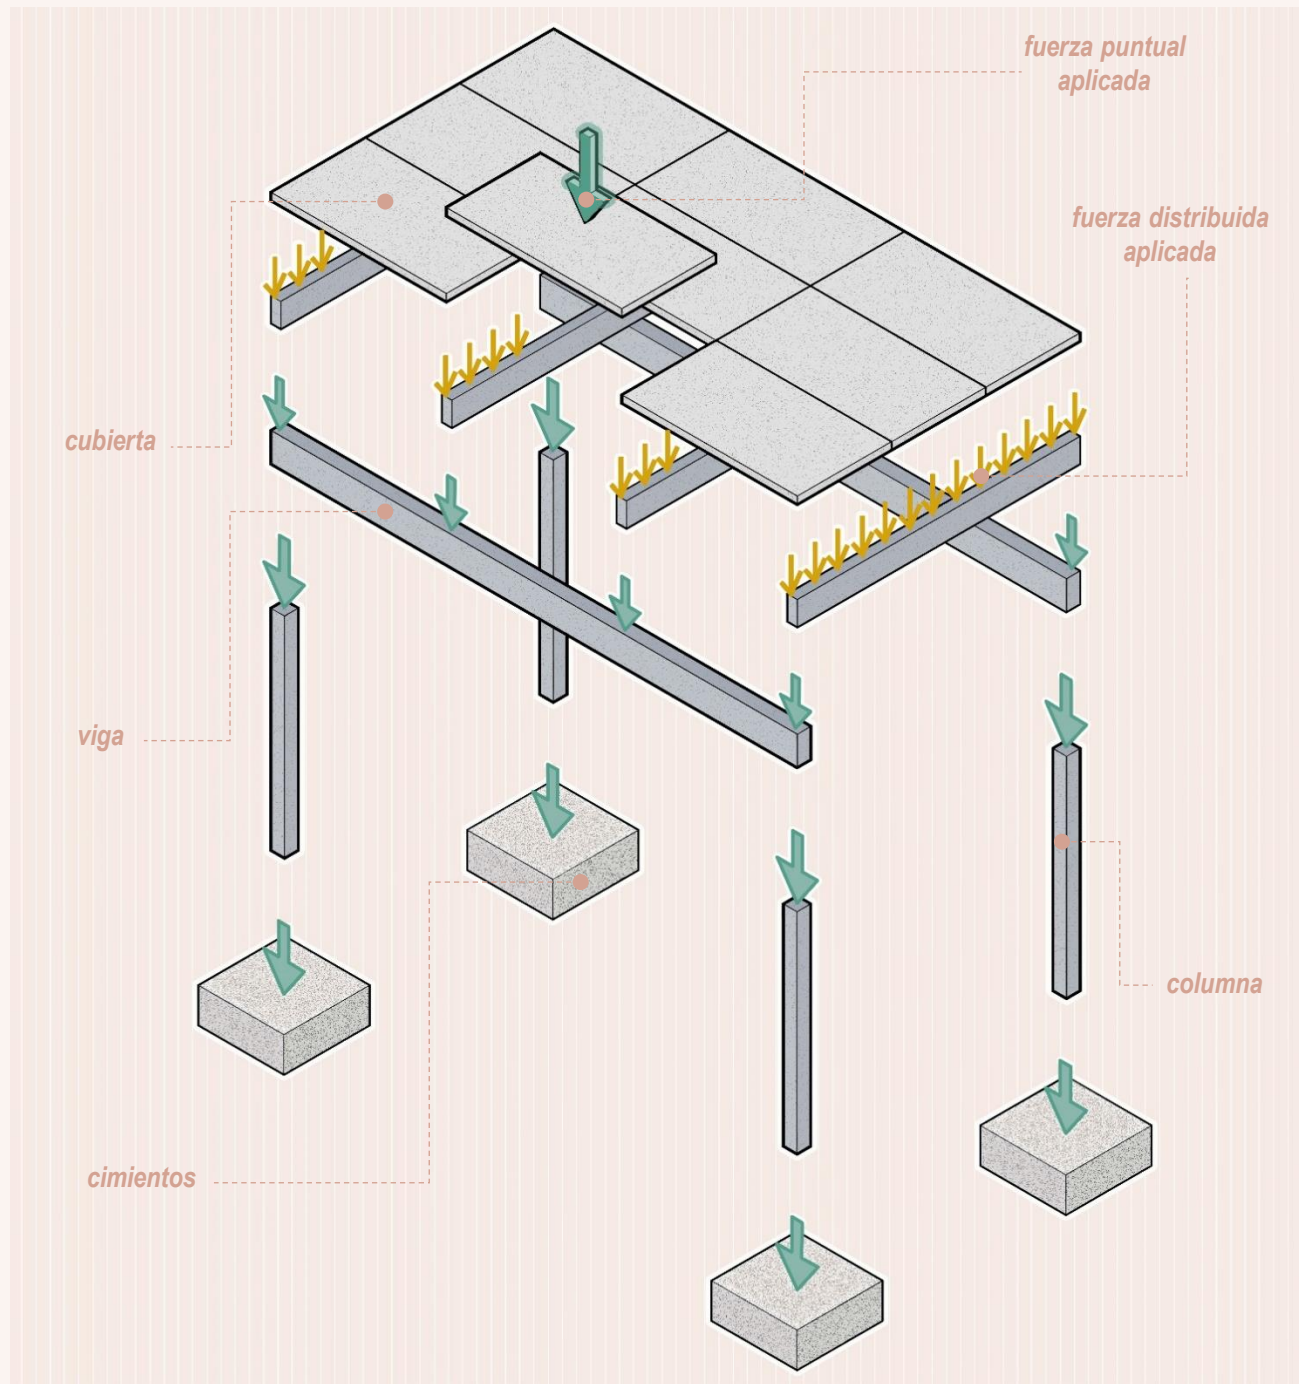 fuerza puntual
aplicada
fuerza distribuida
aplicada
cubierta
viga
columna
cimientos